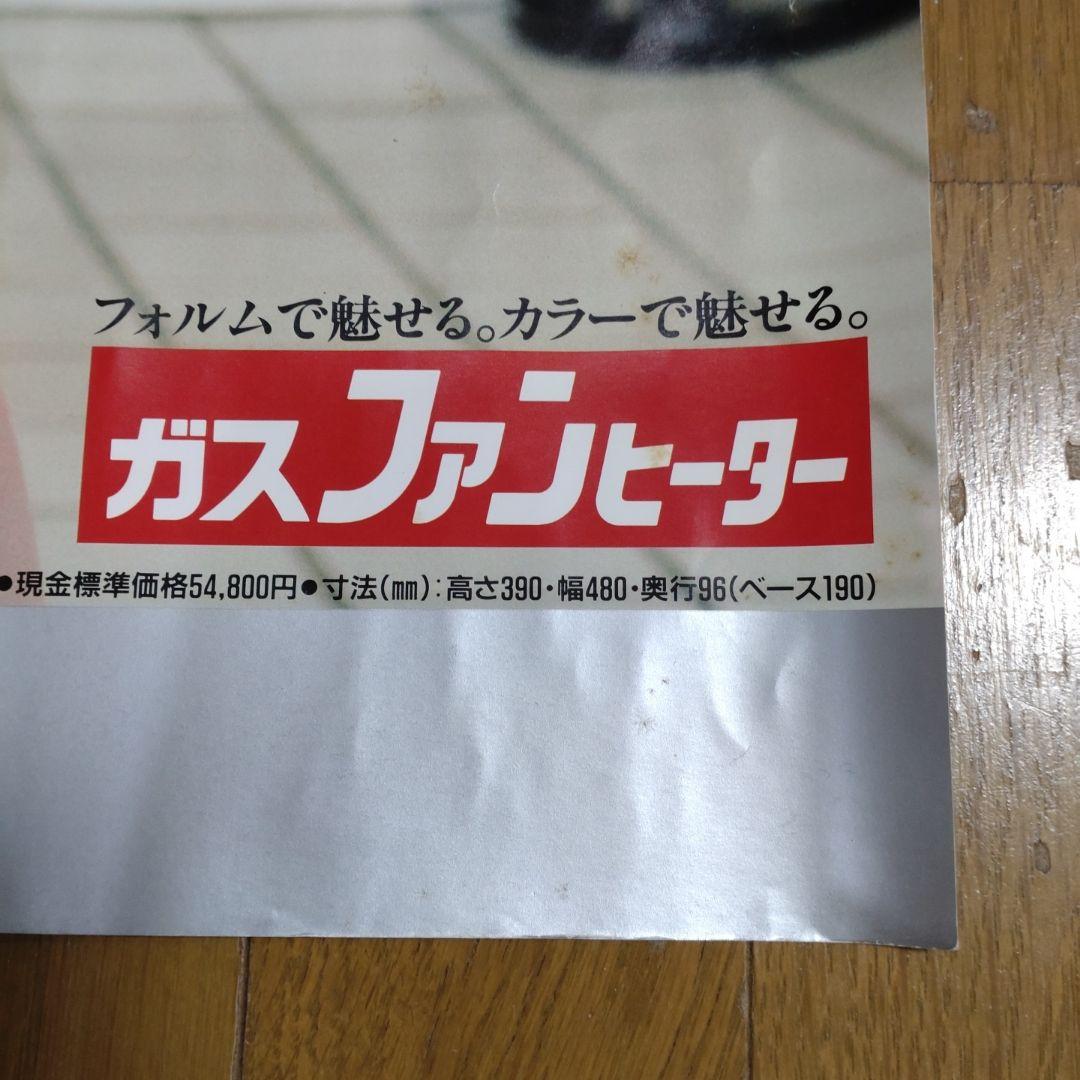 フォルムで魅せる。カラーで魅せる。
ガスファンヒーター
●現金標準価格54,800円●寸法(mm):高さ390・幅480・奥行96(ベース190)